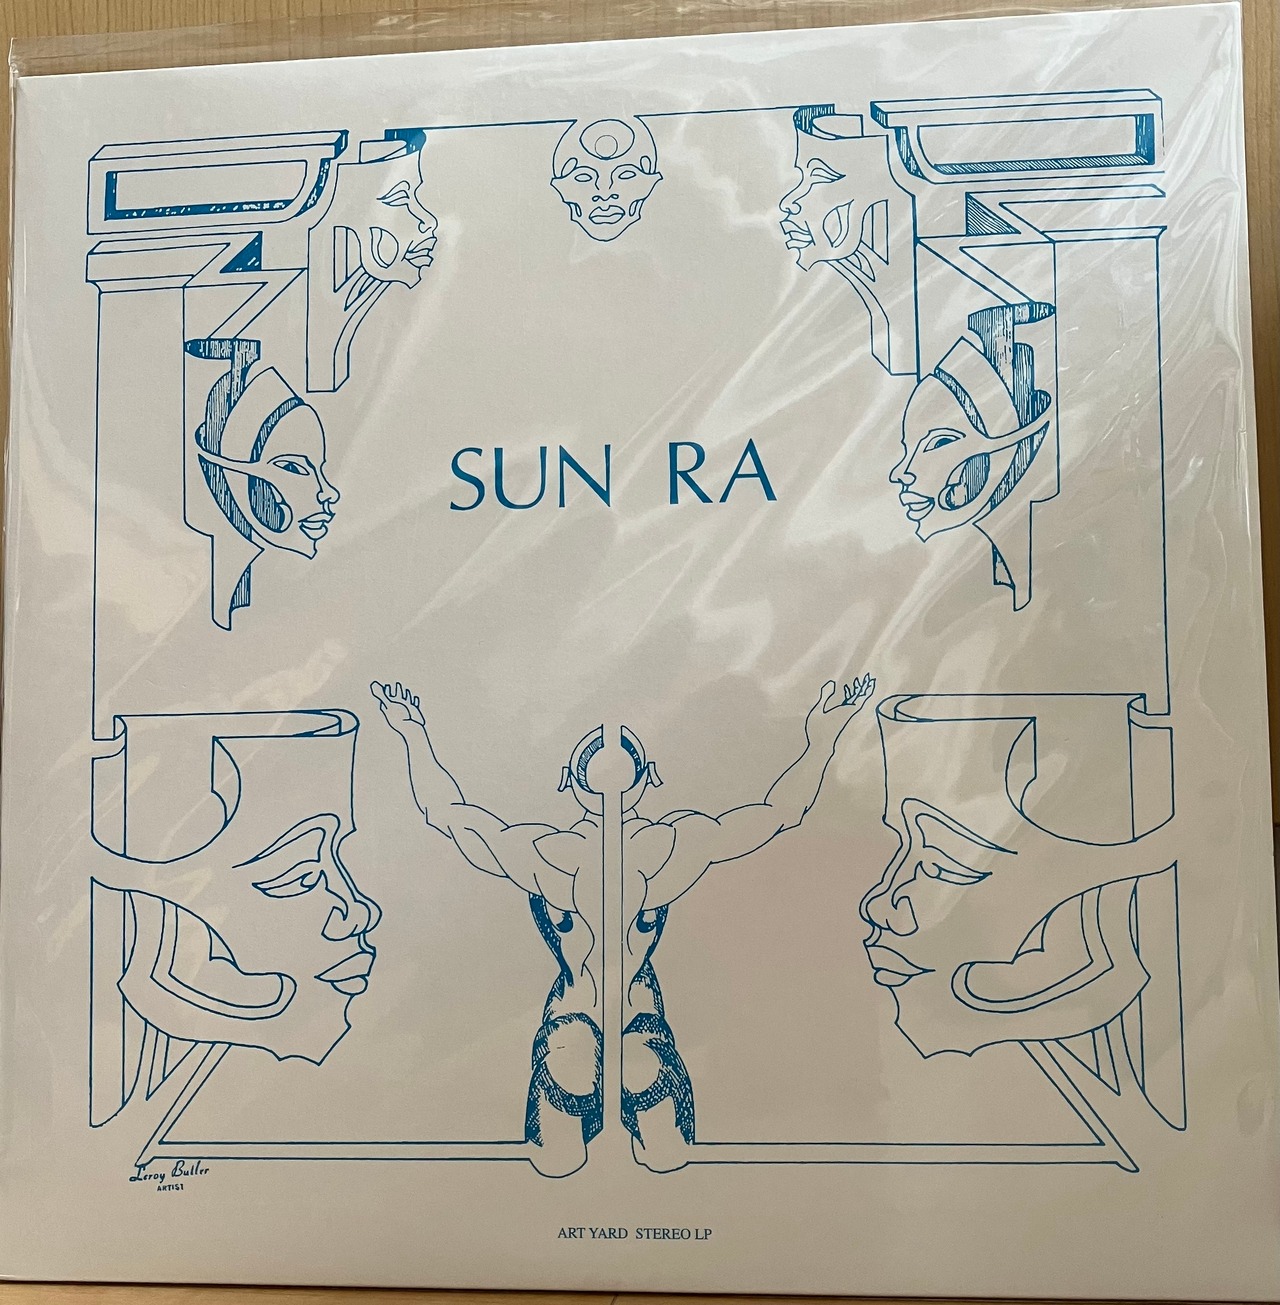 SUN RA
Leroy Butler
ARTIST
ART YARD STEREO LP